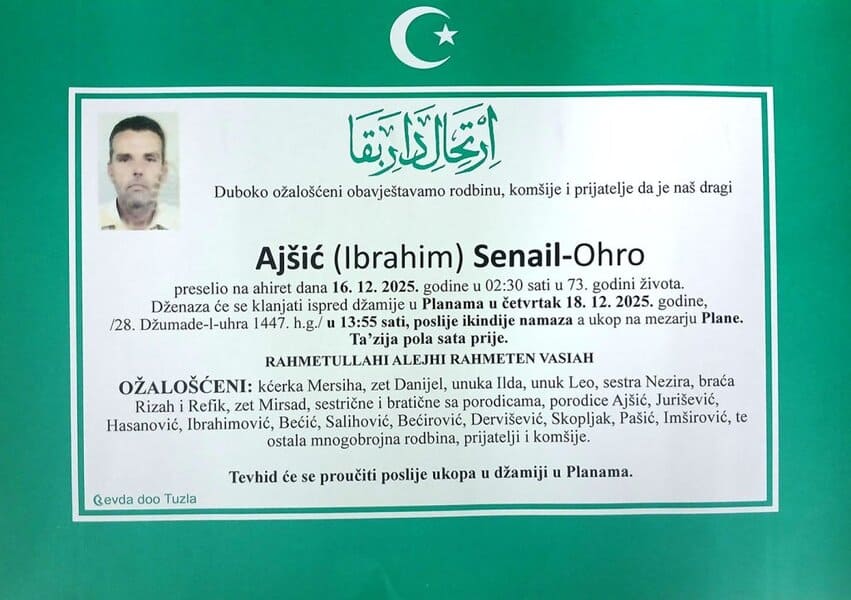 ارتحال دار بقا
Duboko ožalošćeni obavještavamo rodbinu, komšije i prijatelje da je naš dragi
Ajšić (Ibrahim) Senail-Ohro
preselio na ahiret dana 16. 12. 2025. godine u 02:30 sati u 73. godini života.
Dženaza će se klanjati ispred džamije u Planama u četvrtak 18. 12. 2025. godine,
/28. Džumade-l-uhra 1447. h.g./ u 13:55 sati, poslije ikindije namaza a ukop na mezarju Plane.
Ta’zija pola sata prije.
RAHMETULLAHI ALEJHI RAHMETEN VASIAH
OŽALOŠĆENI: kćerka Mersiha, zet Danijel, unuka Ilda, unuk Leo, sestra Nezira, braća
Rizah i Refik, zet Mirsad, sestrične i bratične sa porodicama, porodice Ajšić, Jurišević,
Hasanović, Ibrahimović, Bećić, Salihović, Bećirović, Dervišević, Skopljak, Pašić, Imširović, te
ostala mnogobrojna rodbina, prijatelji i komšije.
Tevhid će se proučiti poslije ukopa u džamiji u Planama.
Ćevda doo Tuzla